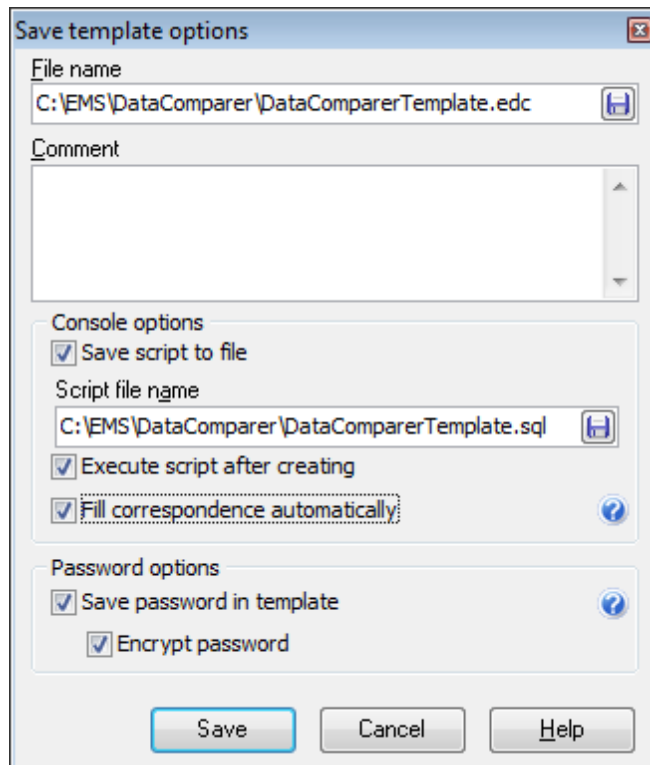 Save template options
File name
C:\EMS\DataComparer\DataComparerTemplate.edc
Comment
Console options
Save script to file
Script file name
C:\EMS\DataComparer\DataComparerTemplate.sql
Execute script after creating
Fill correspondence automatically
Password options
Save password in template
Encrypt password
Save Cancel Help